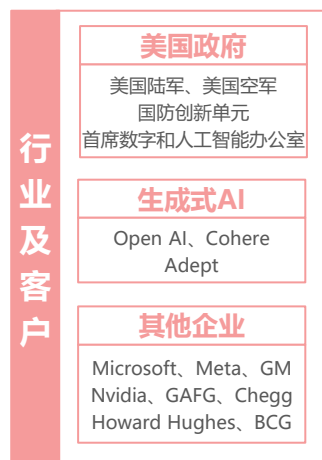 行业及客户
美国政府
美国陆军、美国空军
国防创新单元
首席数字和人工智能办公室
生成式AI
Open AI、Cohere
Adept
其他企业
Microsoft、Meta、GM
Nvidia、GAFG、Chegg
Howard Hughes、BCG